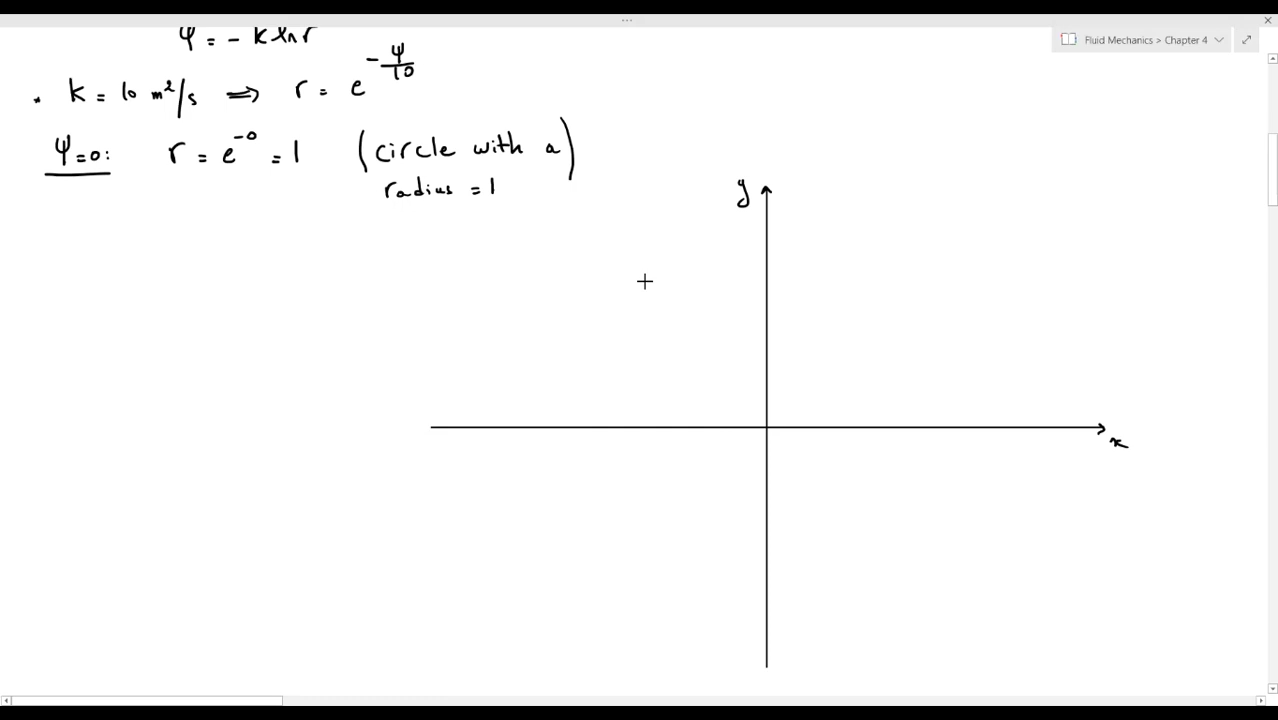 Fluid Mechanics > Chapter 4
ψ = - k ln r
* k = 10 m²/s ⟹ r = e^(-ψ/10)
ψ=0: r = e^-0 = 1 (circle with a
radius = 1)
y
x